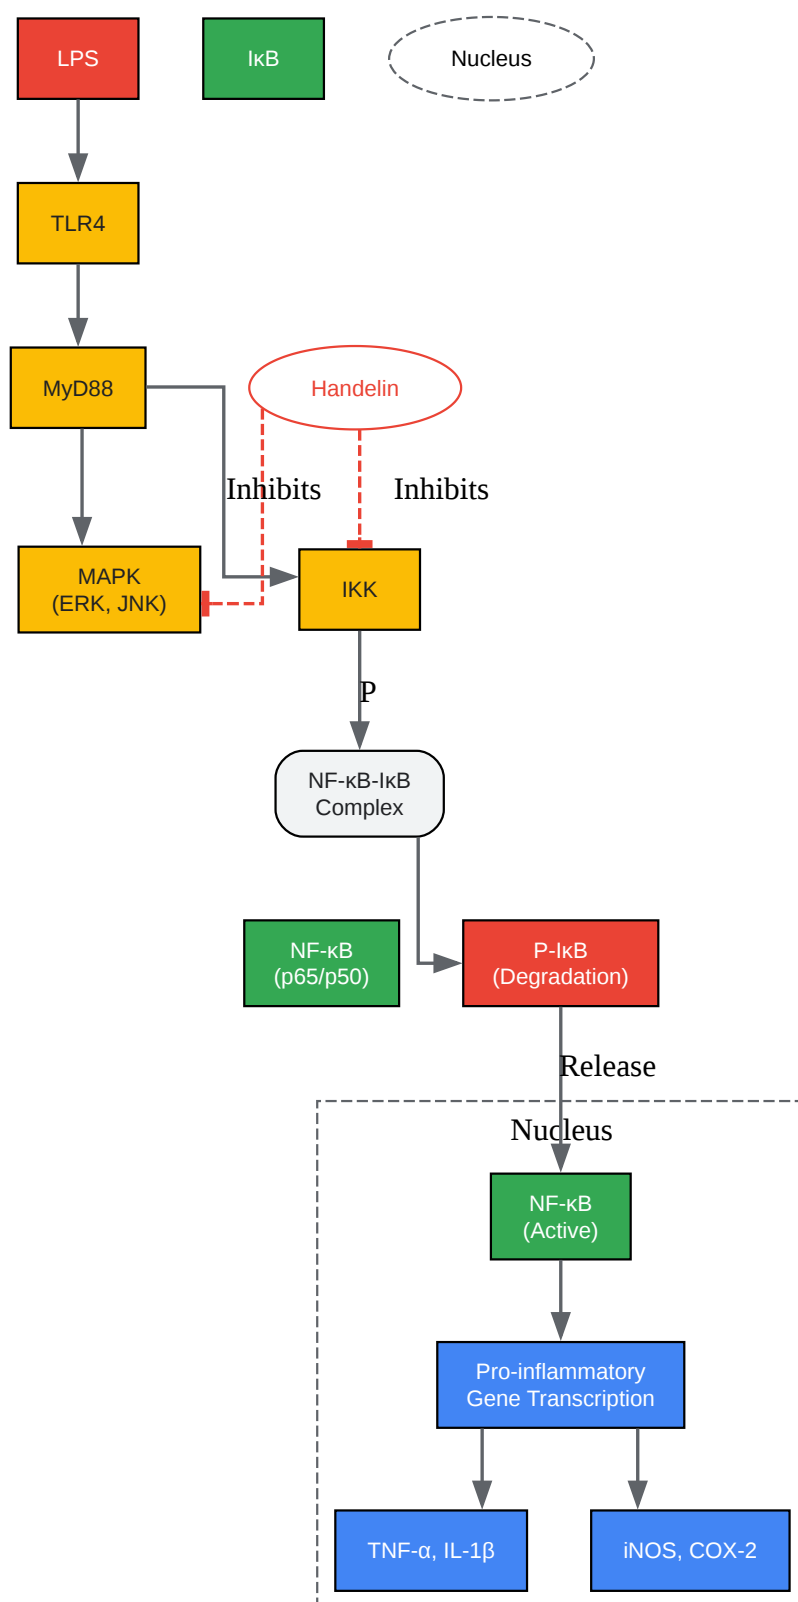 LPS
IκB
Nucleus
TLR4
MyD88
Handelin
Inhibits
Inhibits
MAPK
(ERK, JNK)
IKK
P
NF-κB-IκB
Complex
NF-κB
(p65/p50)
P-IκB
(Degradation)
Release
Nucleus
NF-κB
(Active)
Pro-inflammatory
Gene Transcription
TNF-α, IL-1β
iNOS, COX-2